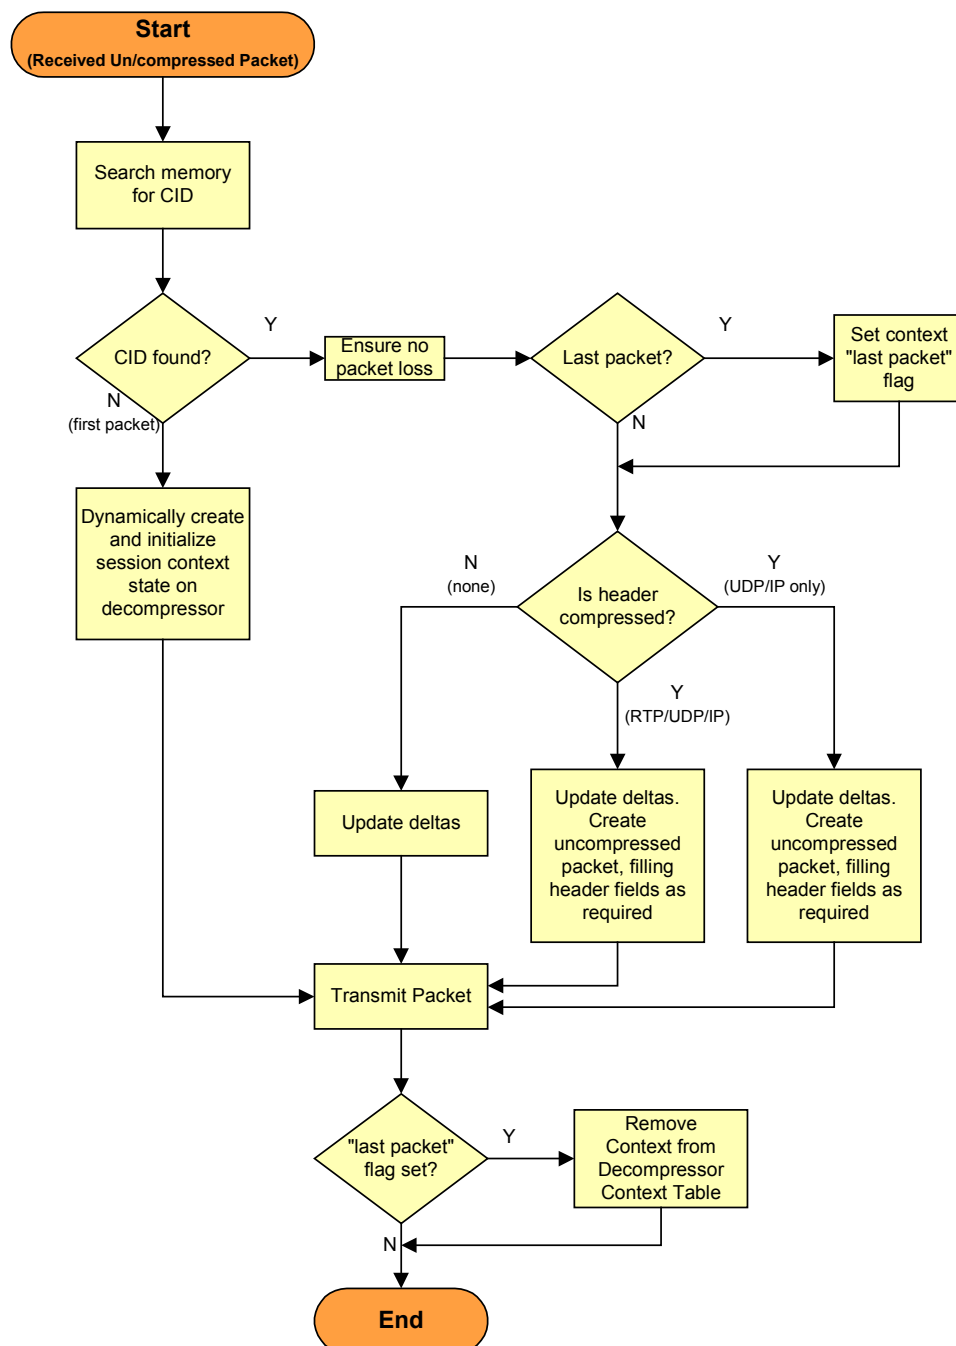 Start
(Received Un/compressed Packet)
Search memory
for CID
CID found?
Y
N
(first packet)
Ensure no
packet loss
Last packet?
Y
N
Set context
"last packet"
flag
Dynamically create
and initialize
session context
state on
decompressor
Is header
compressed?
N
(none)
Y
(UDP/IP only)
Y
(RTP/UDP/IP)
Update deltas
Update deltas.
Create
uncompressed
packet, filling
header fields as
required
Update deltas.
Create
uncompressed
packet, filling
header fields as
required
Transmit Packet
"last packet"
flag set?
Y
N
Remove
Context from
Decompressor
Context Table
End